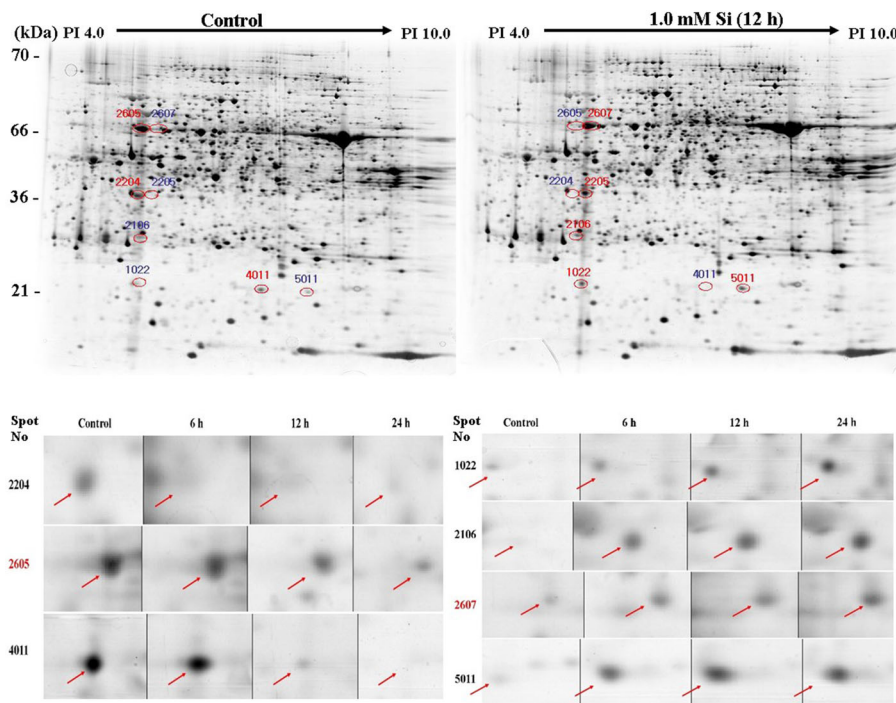 Control
(kDa) PI 4.0 PI 10.0
70 -
2605 2607
66 -
2204 2205
36 -
2106
1022 4011 5011
21 -
1.0 mM Si (12 h)
PI 4.0 PI 10.0
2605 2607
2204 2205
2106
1022 4011 5011
Spot
No
Control 6 h 12 h 24 h
2204
2605
4011
Spot
No
Control 6 h 12 h 24 h
1022
2106
2607
5011